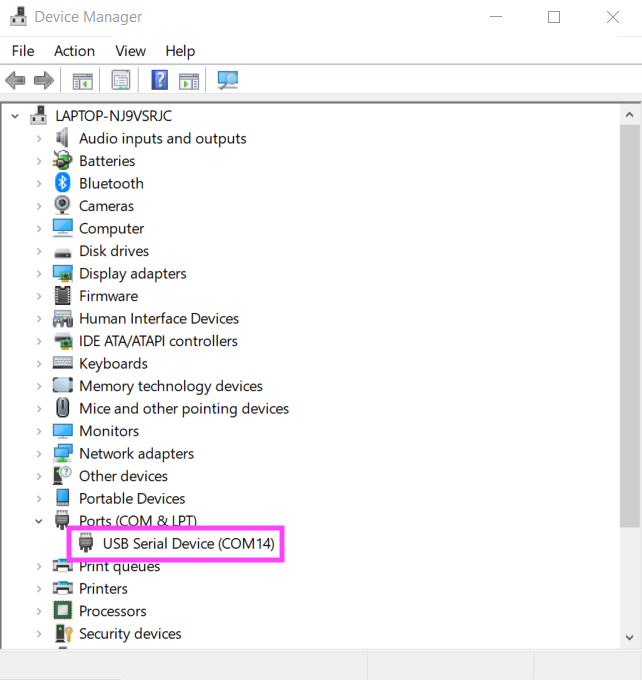 Device Manager
File Action View Help
LAPTOP-NJ9VSRJC
Audio inputs and outputs
Batteries
Bluetooth
Cameras
Computer
Disk drives
Display adapters
Firmware
Human Interface Devices
IDE ATA/ATAPI controllers
Keyboards
Memory technology devices
Mice and other pointing devices
Monitors
Network adapters
Other devices
Portable Devices
Ports (COM & LPT)
USB Serial Device (COM14)
Print queues
Printers
Processors
Security devices